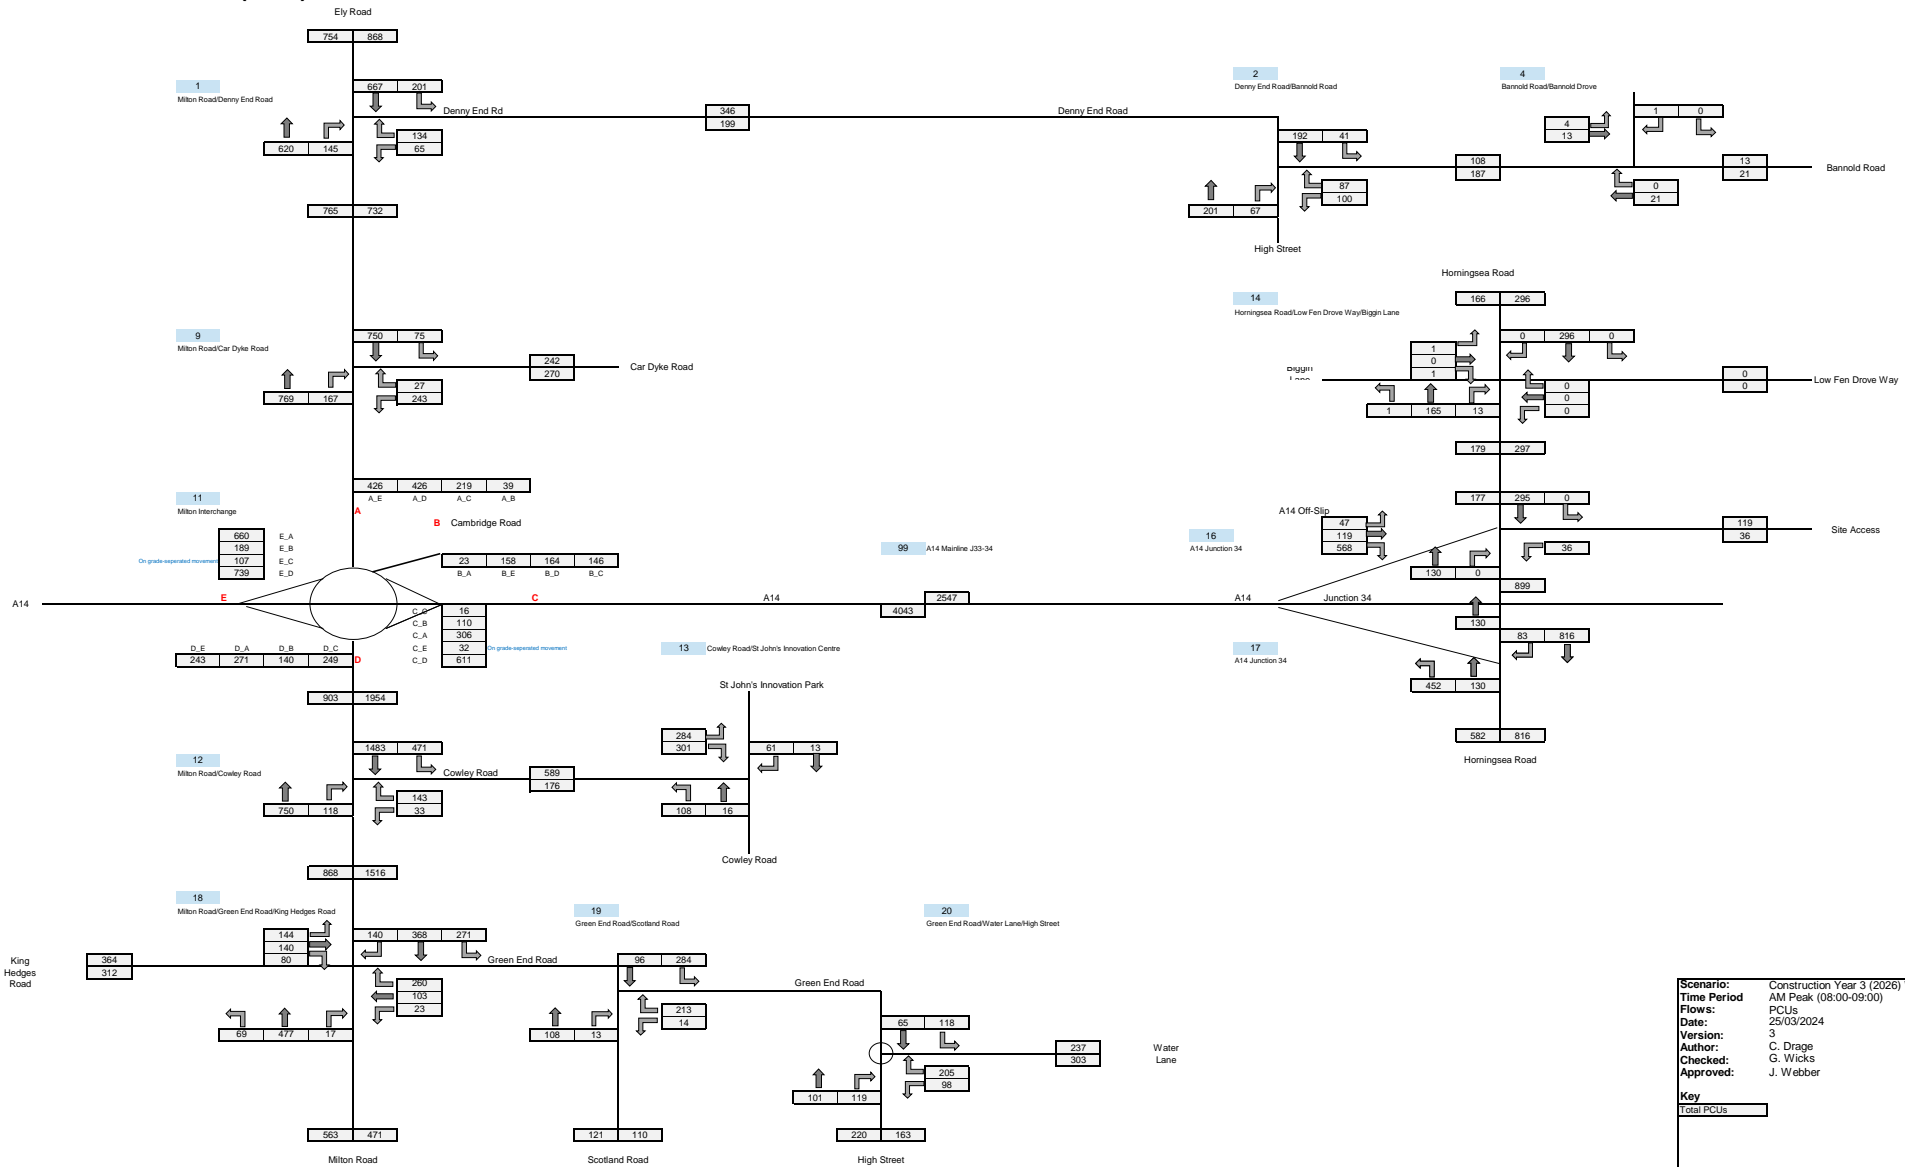 Ely Road
754 868
1
Milton Road/Denny End Road
667 201
Denny End Rd
134
65
620 145
346
199
Denny End Road
2
Denny End Road/Bannold Road
192 41
87
100
201 67
High Street
108
187
4
Bannold Road/Bannold Drove
4
13
1 0
0
21
13
21
Bannold Road
765 732
9
Milton Road/Car Dyke Road
750 75
27
243
769 167
242
270
Car Dyke Road
Horningsea Road
166 296
14
Horningsea Road/Low Fen Drove Way/Biggin Lane
0 296 0
1
0
1
Biggin
Lane
0
0
0
1 165 13
0
0
Low Fen Drove Way
179 297
426 426 219 39
A_E A_D A_C A_B
11
Milton Interchange
A
B Cambridge Road
660 E_A
189 E_B
On grade-seperated movement 107 E_C
739 E_D
23 158 164 146
B_A B_E B_D B_C
99 A14 Mainline J33-34
16
A14 Junction 34
A14 Off-Slip
47
119
568
177 295 0
36
119
36
Site Access
130 0
899
A14
E
C
A14
2547
4043
A14
Junction 34
C_C 16
C_B 110
C_A 306
C_E 32 On grade-seperated movement
C_D 611
D_E D_A D_B D_C
243 271 140 249 D
130
83 816
17
A14 Junction 34
452 130
582 816
Horningsea Road
13 Cowley Road/St John's Innovation Centre
St John's Innovation Park
284
301
61 13
108 16
Cowley Road
903 1954
12
Milton Road/Cowley Road
1483 471
Cowley Road
143
33
750 118
589
176
868 1516
18
Milton Road/Green End Road/King Hedges Road
144
140
80
140 368 271
Green End Road
260
103
23
69 477 17
King
Hedges
Road
364
312
563 471
Milton Road
19
Green End Road/Scotland Road
96 284
213
14
108 13
121 110
Scotland Road
Green End Road
20
Green End Road/Water Lane/High Street
65 118
205
98
101 119
237
303
Water
Lane
220 163
High Street
Scenario: Construction Year 3 (2026)
Time Period AM Peak (08:00-09:00)
Flows: PCUs
Date: 25/03/2024
Version: 3
Author: C. Drage
Checked: G. Wicks
Approved: J. Webber
Key
Total PCUs